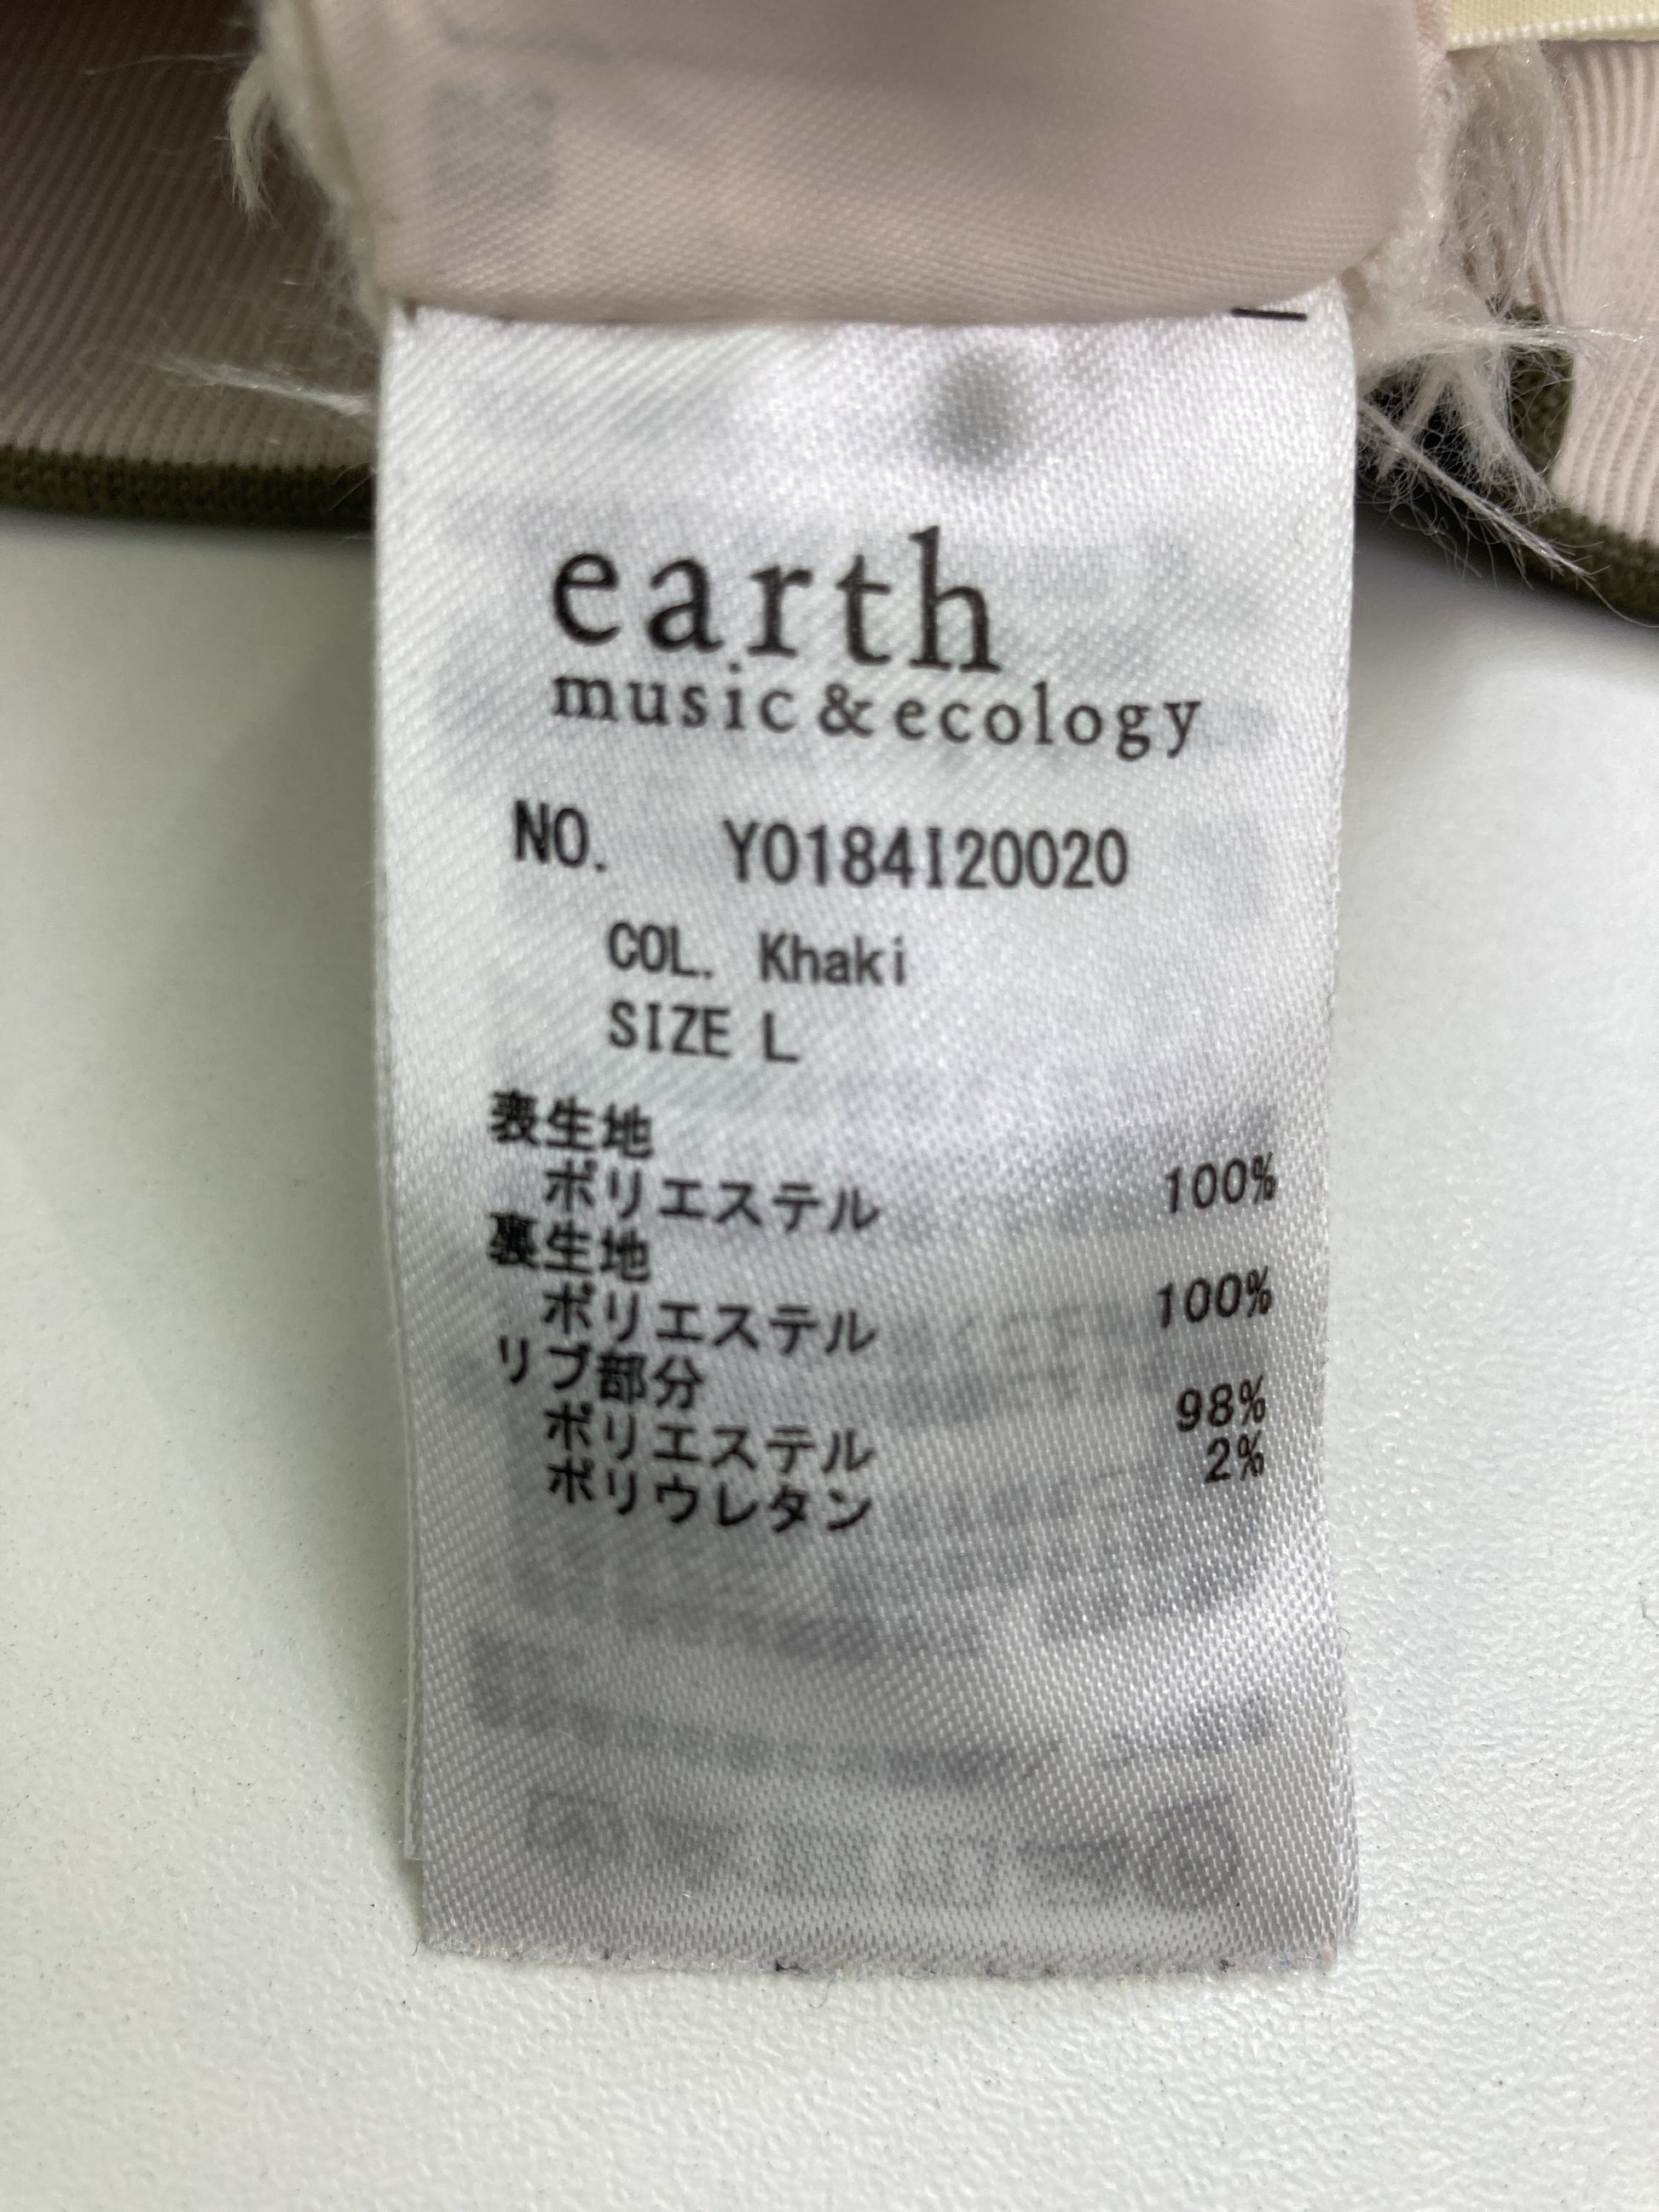 earth
music & ecology
NO. Y0184I20020
COL. Khaki
SIZE L
表生地
ポリエステル 100%
裏生地
ポリエステル 100%
リブ部分
ポリエステル 98%
ポリウレタン 2%